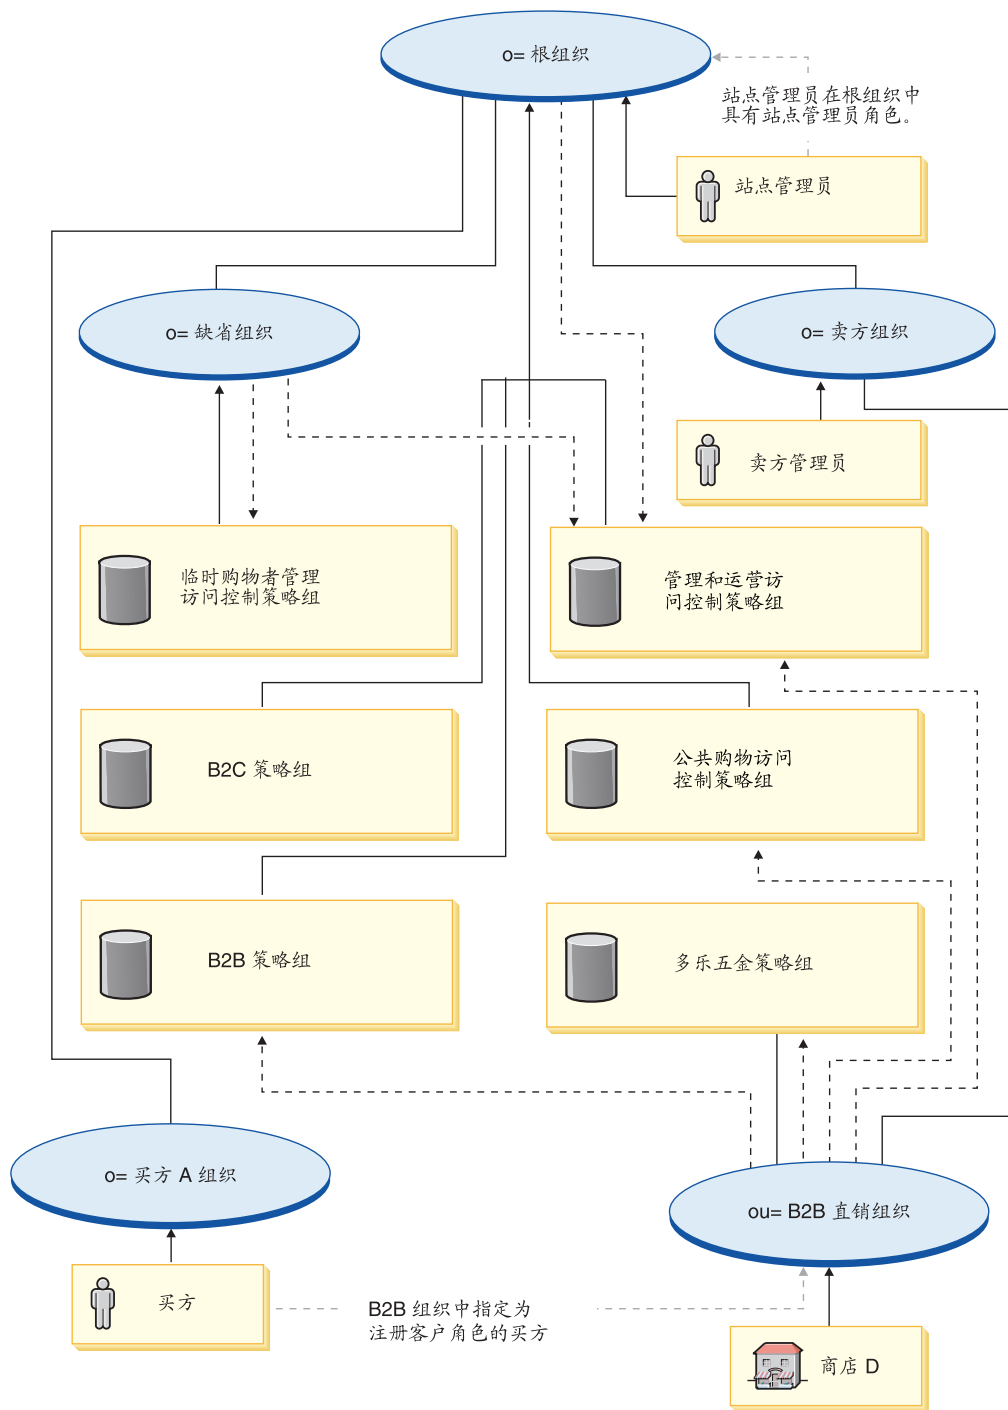 o= 根组织
站点管理员在根组织中
具有站点管理员角色。
站点管理员
o= 缺省组织
o= 卖方组织
卖方管理员
临时购物者管理
访问控制策略组
管理和运营访
问控制策略组
B2C 策略组
公共购物访问
控制策略组
B2B 策略组
多乐五金策略组
o= 买方 A 组织
ou= B2B 直销组织
买方
B2B 组织中指定为
注册客户角色的买方
商店 D